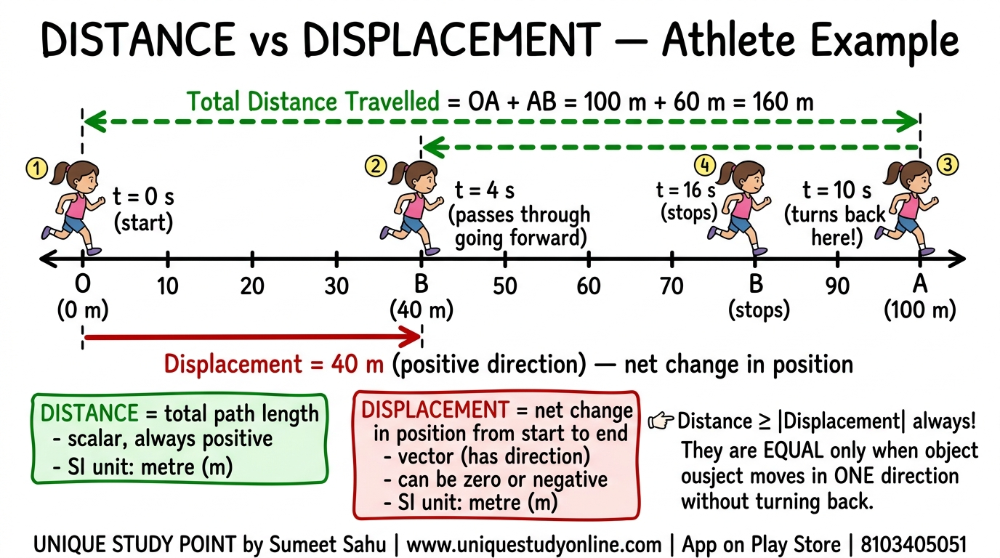 DISTANCE vs DISPLACEMENT — Athlete Example
Total Distance Travelled = OA + AB = 100 m + 60 m = 160 m
1
t = 0 s
(start)
2
t = 4 s
(passes through
going forward)
4
t = 16 s
(stops)
3
t = 10 s
(turns back
here!)
O 10 20 30 B 50 60 70 B 90 A
(0 m) (40 m) (stops) (100 m)
Displacement = 40 m (positive direction) — net change in position
DISTANCE = total path length
- scalar, always positive
- SI unit: metre (m)
DISPLACEMENT = net change
in position from start to end
- vector (has direction)
- can be zero or negative
- SI unit: metre (m)
👉Distance ≥ |Displacement| always!
They are EQUAL only when object
ousject moves in ONE direction
without turning back.
UNIQUE STUDY POINT by Sumeet Sahu | www.uniquestudyonline.com | App on Play Store | 8103405051